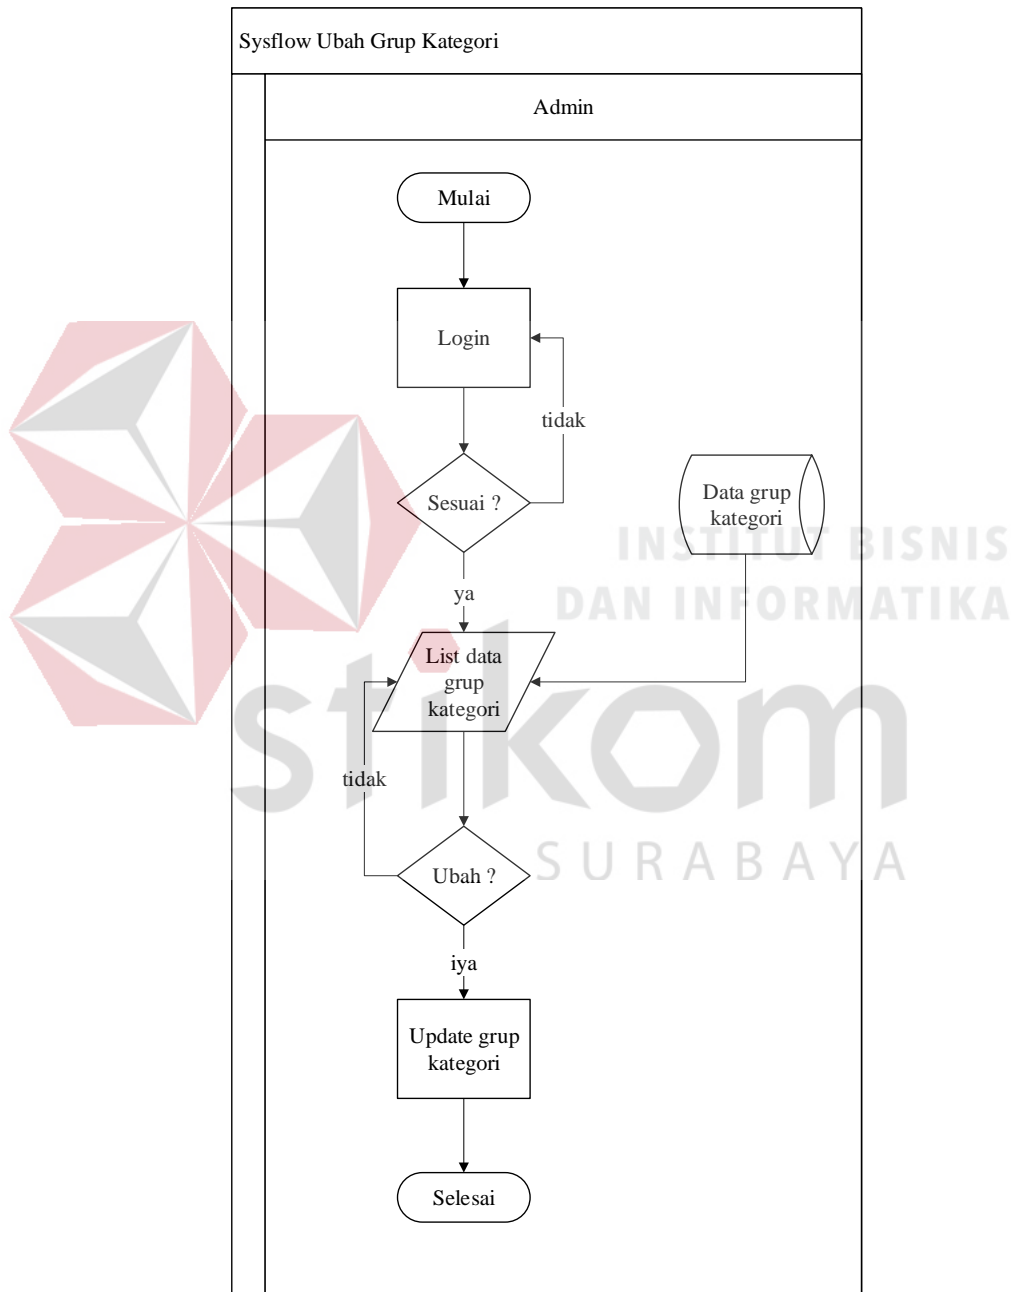 Sysflow Ubah Grup Kategori
Admin
Mulai
Login
tidak
Sesuai ?
Data grup
kategori
INSTITUT BISNIS
DAN INFORMATIKA
ya
List data
grup
kategori
stikom
tidak
SURABAYA
Ubah ?
iya
Update grup
kategori
Selesai